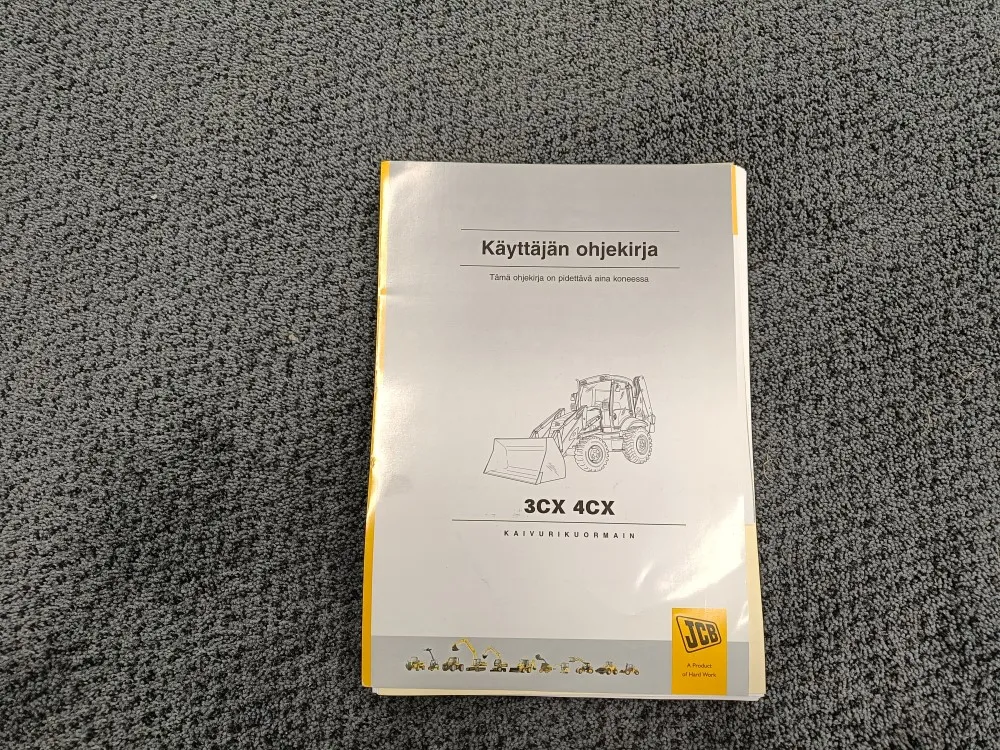 Käyttäjän ohjekirja
Tämä ohjekirja on pidettävä aina koneessa
3CX 4CX
KAIVURIKUORMAIN
JCB
A Product
of Hard Work